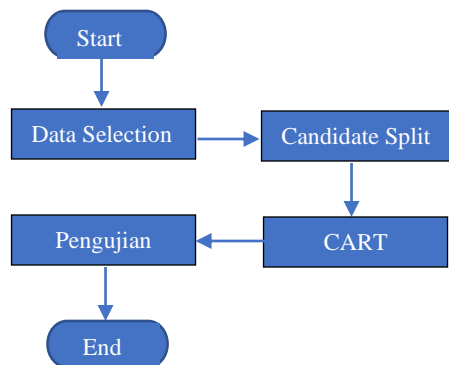 Start
Data Selection
Candidate Split
CART
Pengujian
End